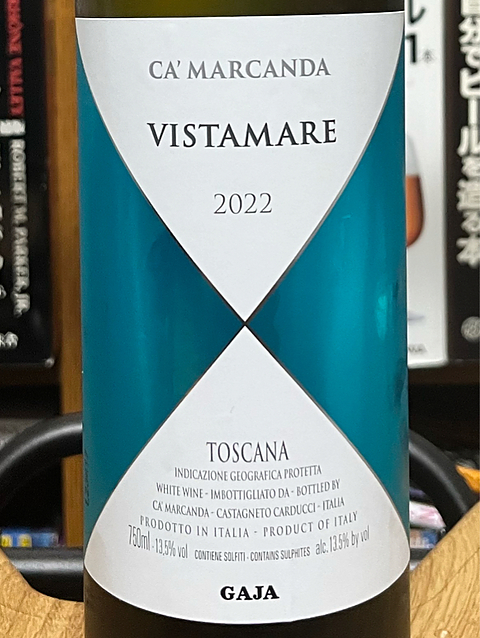 CA' MARCANDA
VISTAMARE
2022
TOSCANA
INDICAZIONE GEOGRAFICA PROTETTA
WHITE WINE - IMBOTTIGLIATO DA - BOTTLED BY
CA' MARCANDA - CASTAGNETO CARDUCCI - ITALIA
PRODOTTO IN ITALIA - PRODUCT OF ITALY
750ml - 13,5% vol CONTIENE SOLFITI - CONTAINS SULPHITES alc. 13.5% by vol
GAJA
RHÔNE VALLEY
ROBERT M. PARKER, JR.
ビールを造る本